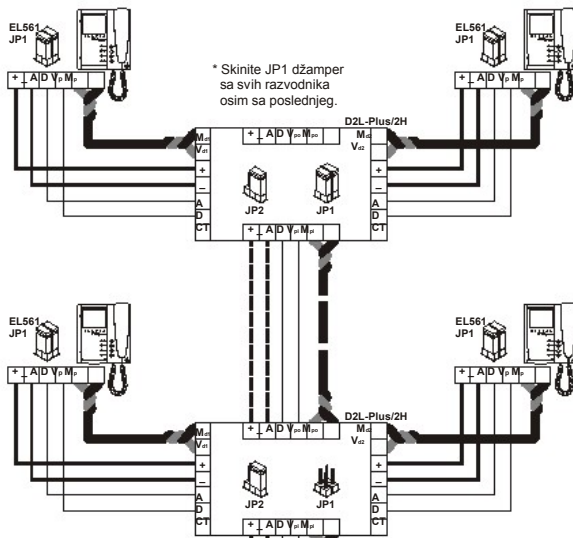 EL561
JP1
+ _ A D Vp Mp
* Skinite JP1 džamper
sa svih razvodnika
osim sa poslednjeg.
EL561
JP1
+ _ A D Vp Mp
D2L-Plus/2H
Md1
Vd1
+
–
A
D
CT
+ _ A D Vpo Mpo
Md2
Vd2
+
–
A
D
CT
JP2
JP1
+ _ A D Vpi Mpi
EL561
JP1
+ _ A D Vp Mp
EL561
JP1
+ _ A D Vp Mp
D2L-Plus/2H
Md1
Vd1
+
–
A
D
CT
+ _ A D Vpo Mpo
Md2
Vd2
+
–
A
D
CT
JP2
JP1
+ _ A D Vpi Mpi